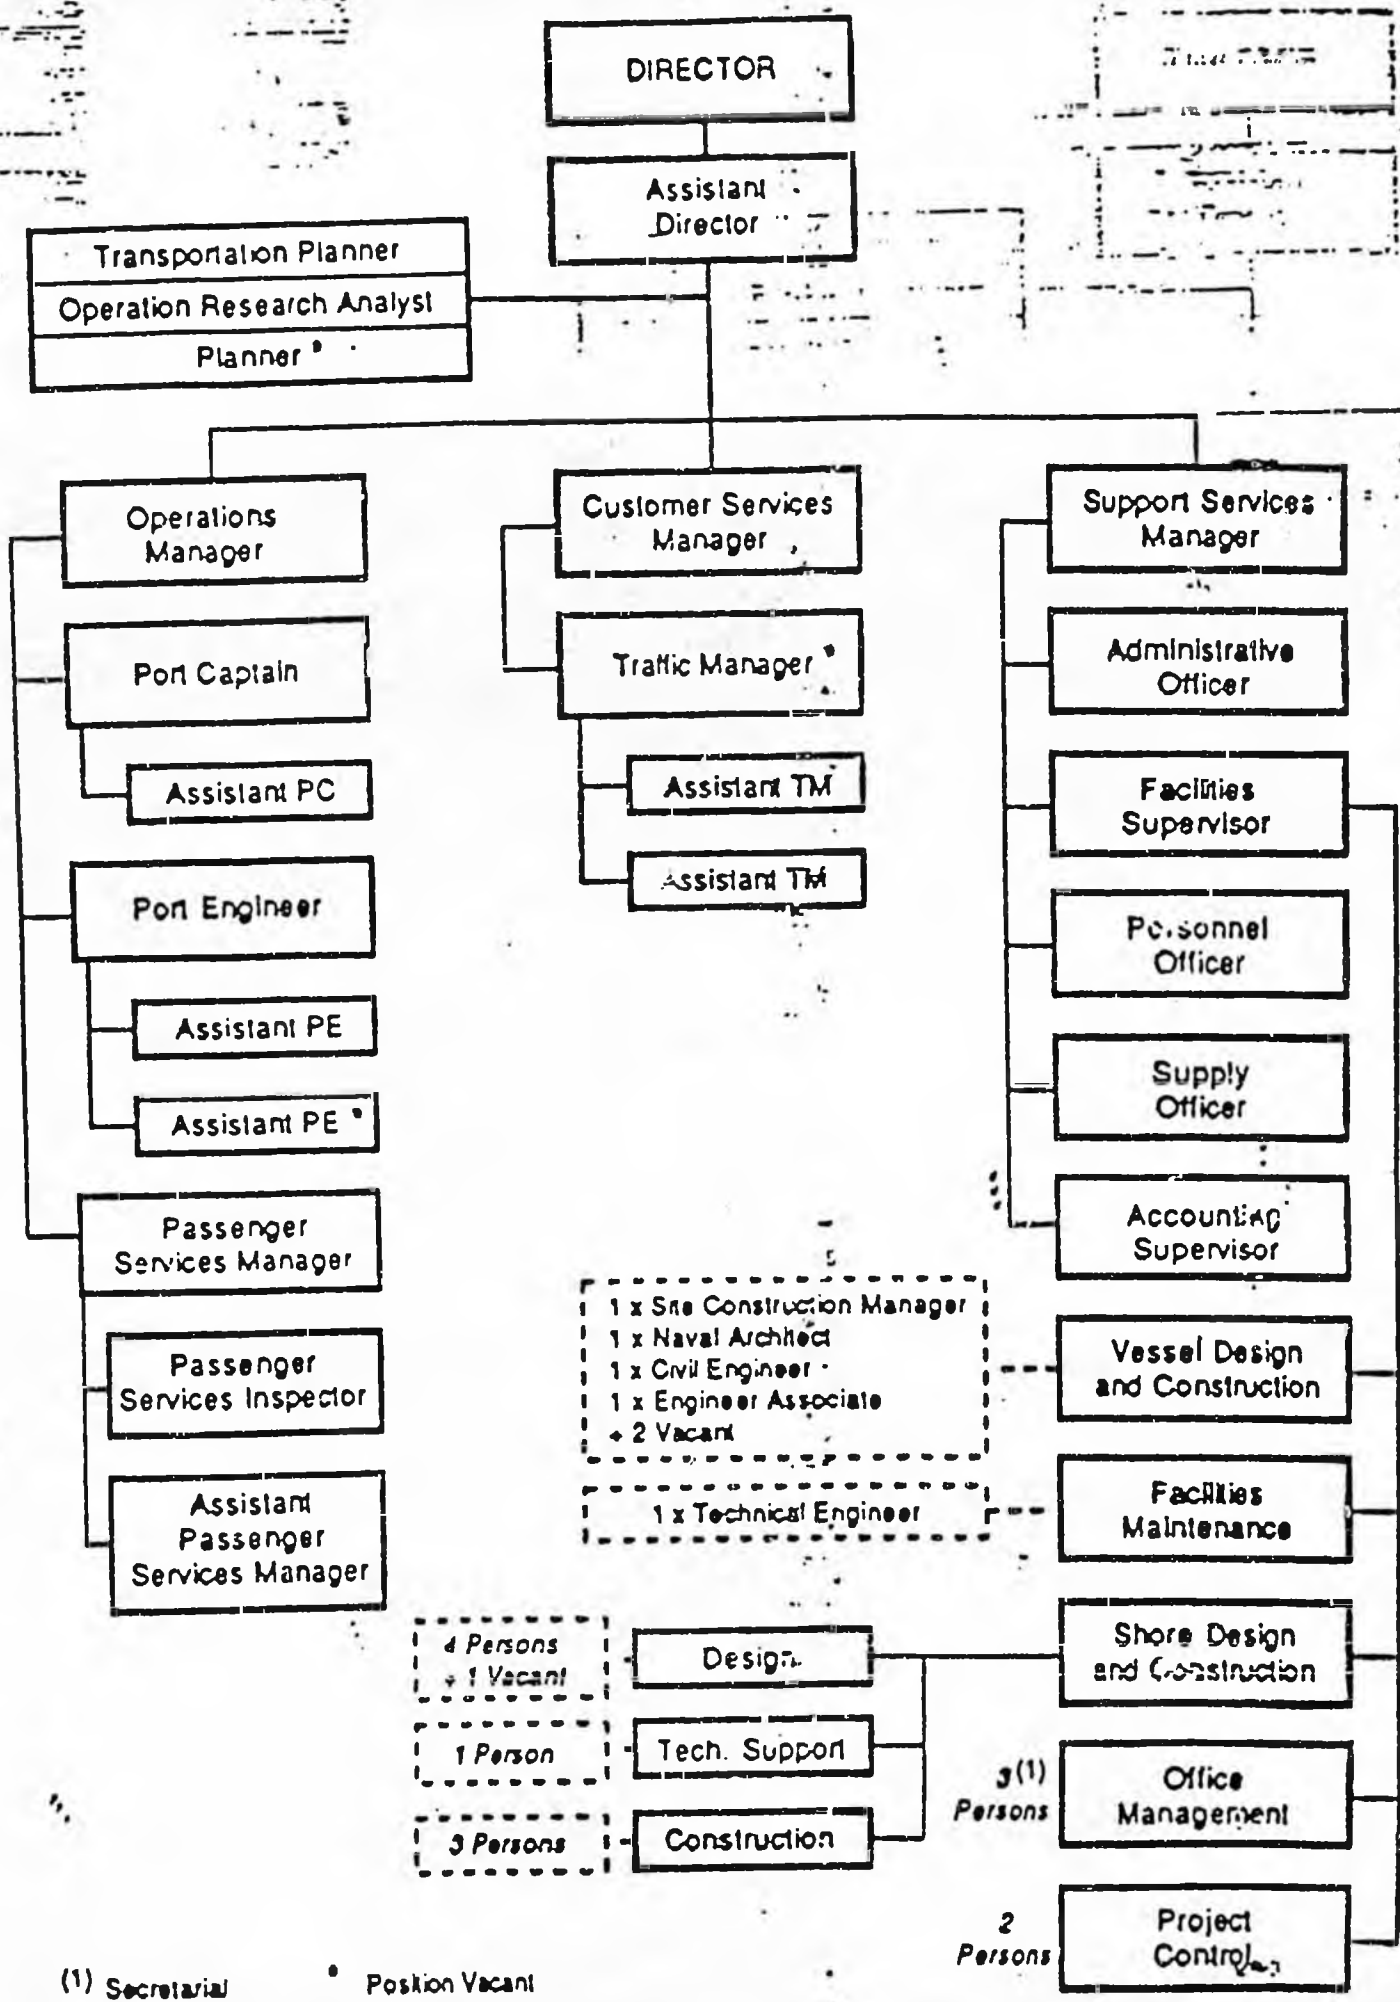 DIRECTOR
Assistant
Director
Transportation Planner
Operation Research Analyst
Planner *
Operations
Manager
Port Captain
Assistant PC
Port Engineer
Assistant PE
Assistant PE *
Passenger
Services Manager
Passenger
Services Inspector
Assistant
Passenger
Services Manager
Customer Services
Manager
Traffic Manager *
Assistant TM
Assistant TM
Support Services
Manager
Administrative
Officer
Facilities
Supervisor
Personnel
Officer
Supply
Officer
Accounting
Supervisor
1 x Site Construction Manager
1 x Naval Architect
1 x Civil Engineer
1 x Engineer Associate
+ 2 Vacant
Vessel Design
and Construction
1 x Technical Engineer
Facilities
Maintenance
4 Persons
+ 1 Vacant
Design
Shore Design
and Construction
1 Person
Tech. Support
3 Persons
Construction
3(1)
Persons
Office
Management
2
Persons
Project
Control
(1) Secretarial
* Position Vacant